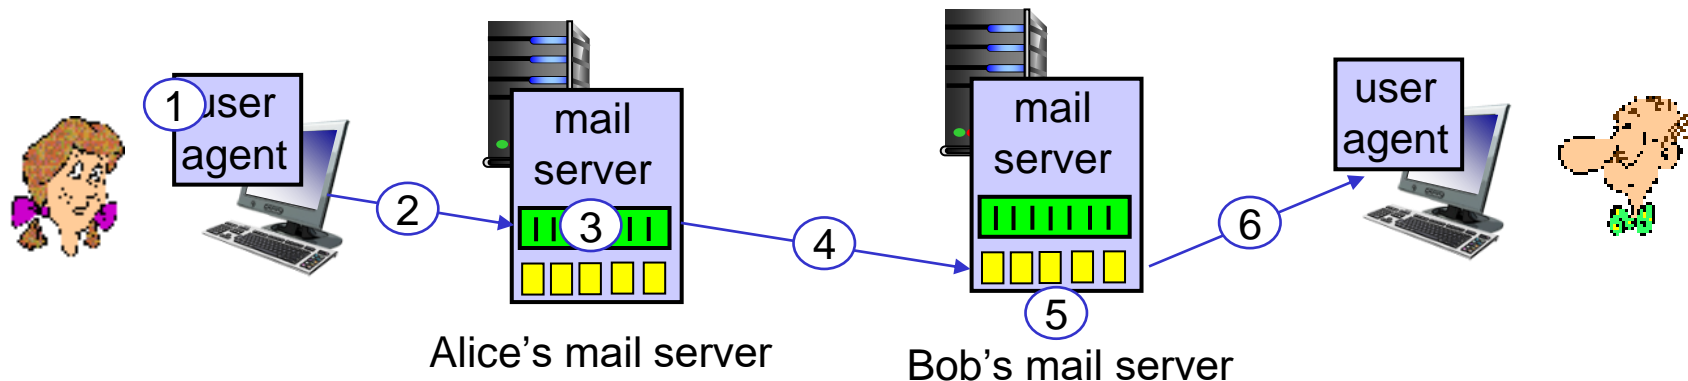 1
user
agent
2
mail
server
3
Alice’s mail server
4
mail
server
5
Bob’s mail server
6
user
agent